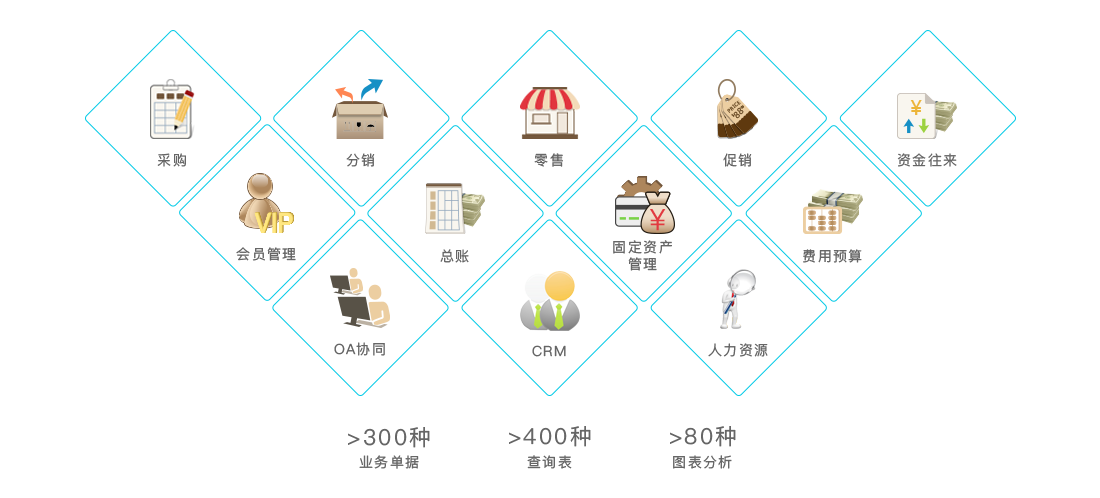 采购
分销
零售
促销
资金往来
会员管理
总账
固定资产
管理
费用预算
OA协同
CRM
人力资源
>300种
>400种
>80种
业务单据
查询表
图表分析
VIP
PRICE
88